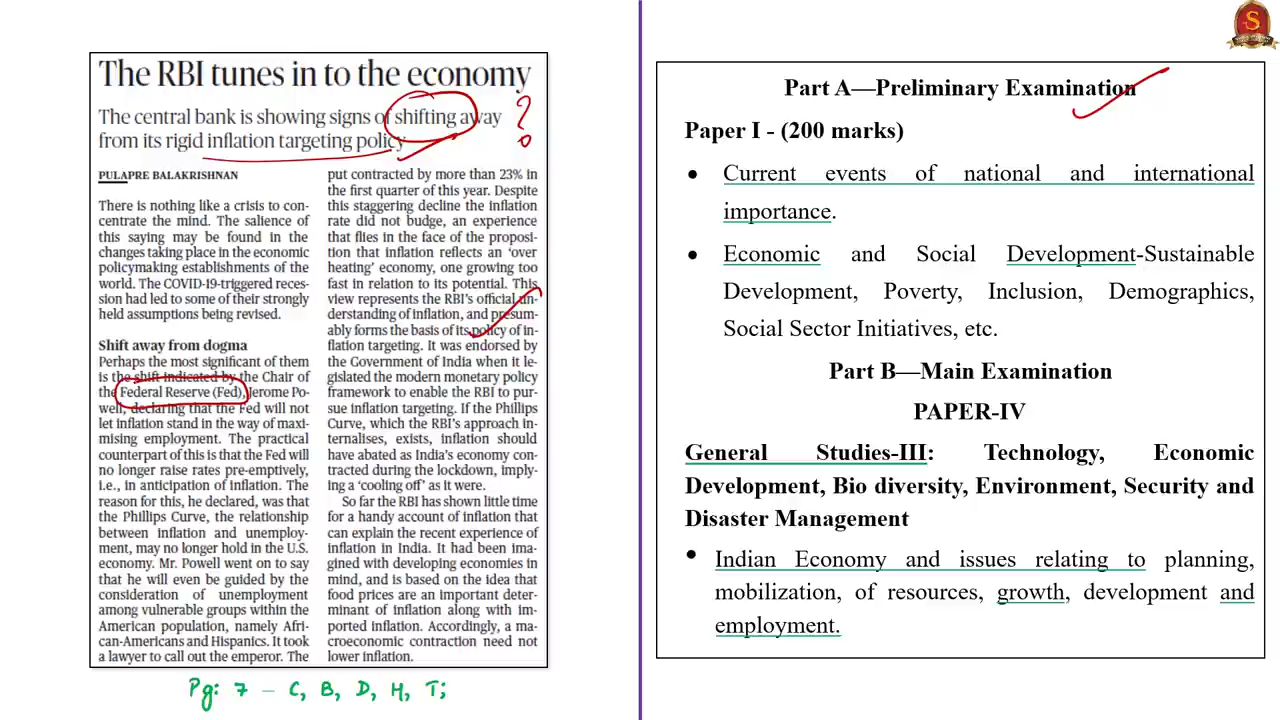 The RBI tunes in to the economy
The central bank is showing signs of shifting away
from its rigid inflation targeting policy
?
PULAPRE BALAKRISHNAN
There is nothing like a crisis to con-
centrate the mind. The salience of
this saying may be found in the
changes taking place in the economic
policymaking establishments of the
world. The COVID-19-triggered reces-
sion had led to some of their strongly
held assumptions being revised.
Shift away from dogma
Perhaps the most significant of them
is the shift indicated by the Chair of
the Federal Reserve (Fed), Jerome Po-
well, declaring that the Fed will not
let inflation stand in the way of maxi-
mising employment. The practical
counterpart of this is that the Fed will
no longer raise rates pre-emptively,
i.e., in anticipation of inflation. The
reason for this, he declared, was that
the Phillips Curve, the relationship
between inflation and unemploy-
ment, may no longer hold in the U.S.
economy. Mr. Powell went on to say
that he will even be guided by the
consideration of unemployment
among vulnerable groups within the
American population, namely Afri-
can-Americans and Hispanics. It took
a lawyer to call out the emperor. The
put contracted by more than 23% in
the first quarter of this year. Despite
this staggering decline the inflation
rate did not budge, an experience
that flies in the face of the proposi-
tion that inflation reflects an ‘over
heating’ economy, one growing too
fast in relation to its potential. This
view represents the RBI’s official un-
derstanding of inflation, and presum-
ably forms the basis of its policy of in-
flation targeting. It was endorsed by
the Government of India when it le-
gislated the modern monetary policy
framework to enable the RBI to pur-
sue inflation targeting. If the Phillips
Curve, which the RBI’s approach in-
ternalises, exists, inflation should
have abated as India’s economy con-
tracted during the lockdown, imply-
ing a ‘cooling off’ as it were.
So far the RBI has shown little time
for a handy account of inflation that
can explain the recent experience of
inflation in India. It had been ima-
gined with developing economies in
mind, and is based on the idea that
food prices are an important deter-
minant of inflation along with im-
ported inflation. Accordingly, a ma-
croeconomic contraction need not
lower inflation.
Pg: 7 – C, B, D, H, T;
S
Part A—Preliminary Examination
Paper I - (200 marks)
• Current events of national and international
importance.
• Economic and Social Development-Sustainable
Development, Poverty, Inclusion, Demographics,
Social Sector Initiatives, etc.
Part B—Main Examination
PAPER-IV
General Studies-III: Technology, Economic
Development, Bio diversity, Environment, Security and
Disaster Management
• Indian Economy and issues relating to planning,
mobilization, of resources, growth, development and
employment.